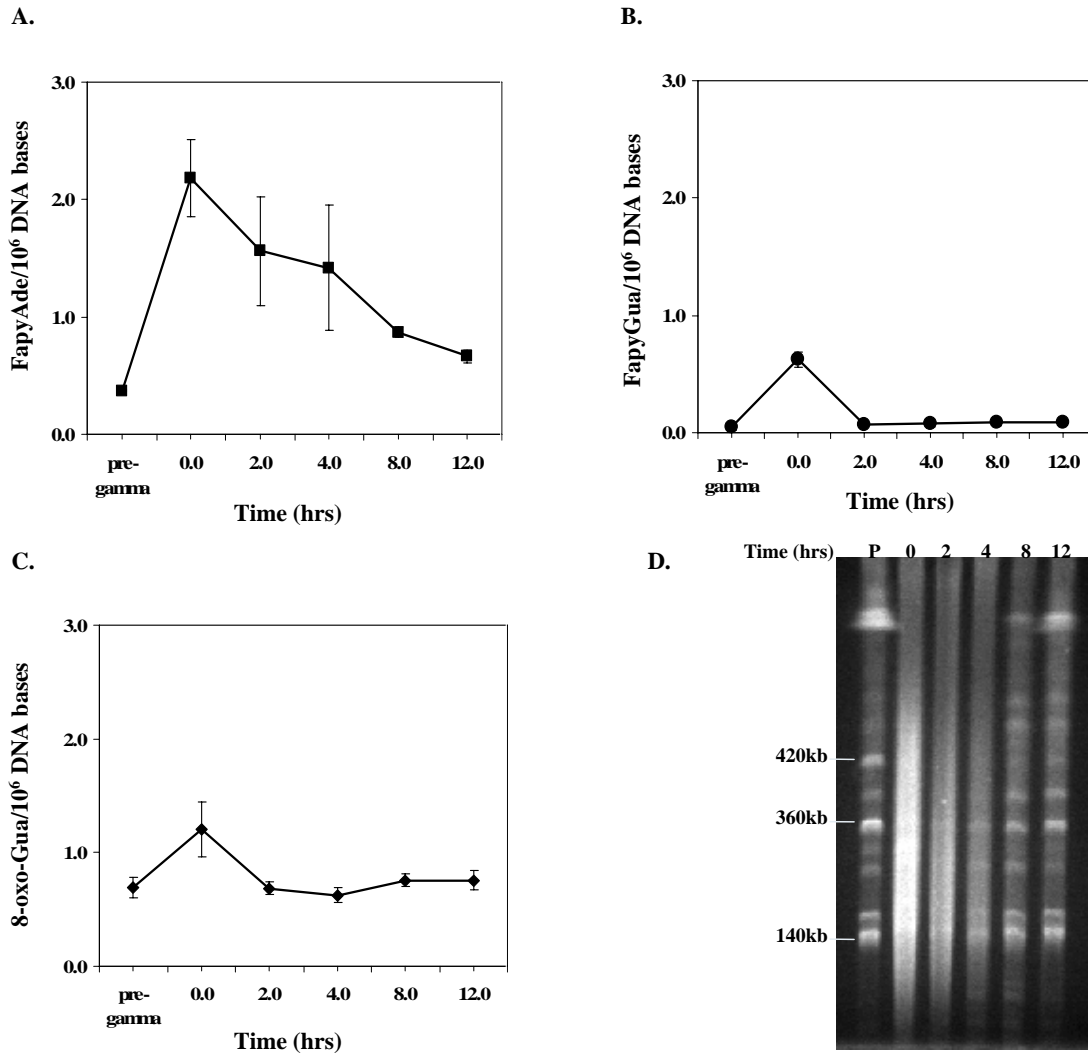 A.
FapyAde/10⁶ DNA bases
3.0
2.0
1.0
0.0
pre-
gamma
0.0 2.0 4.0 8.0 12.0
Time (hrs)
B.
FapyGua/10⁶ DNA bases
3.0
2.0
1.0
0.0
pre-
gamma
0.0 2.0 4.0 8.0 12.0
Time (hrs)
C.
8-oxo-Gua/10⁶ DNA bases
3.0
2.0
1.0
0.0
pre-
gamma
0.0 2.0 4.0 8.0 12.0
Time (hrs)
D.
Time (hrs) P 0 2 4 8 12
420kb
360kb
140kb